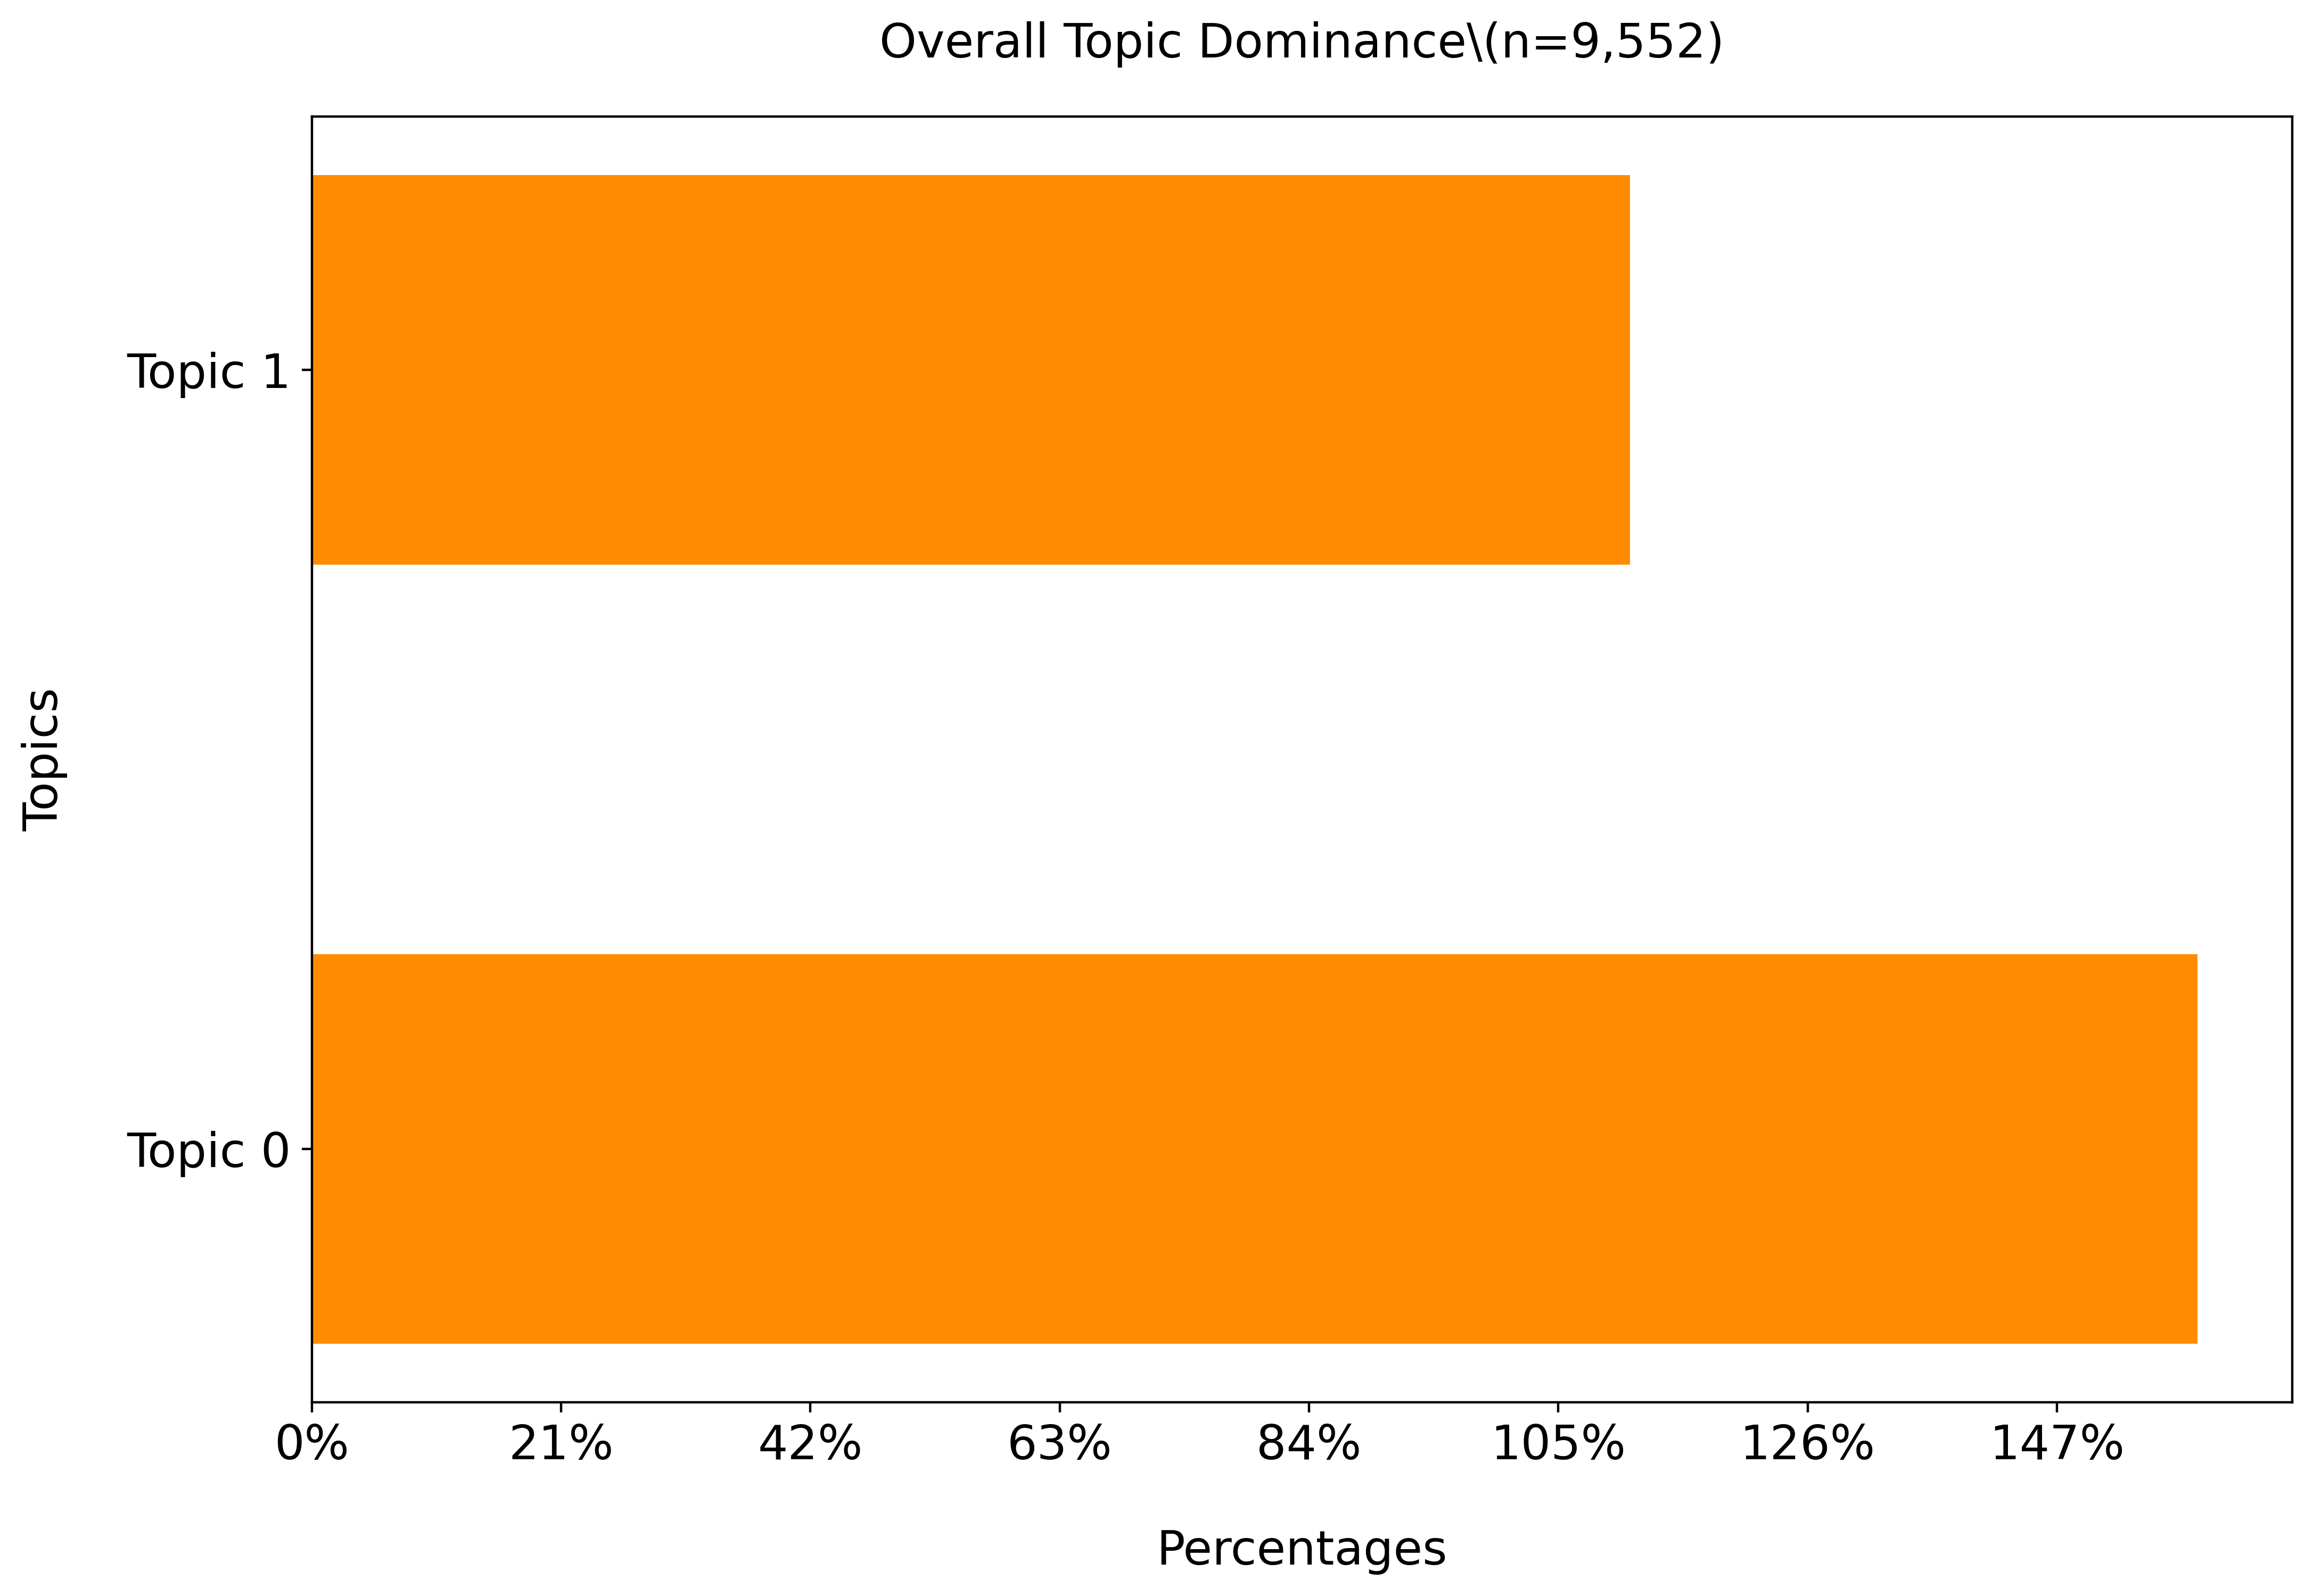 Overall Topic Dominance\(n=9,552)
Topic 1
Topics
Topic 0
0% 21% 42% 63% 84% 105% 126% 147%
Percentages